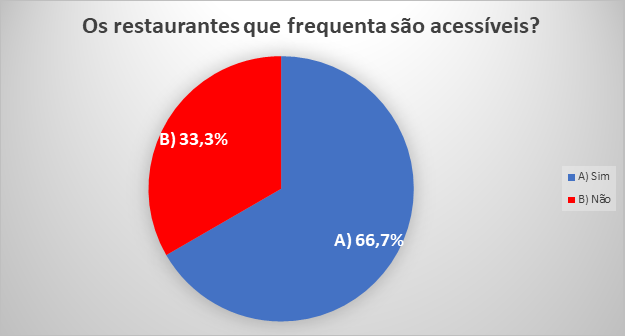 Os restaurantes que frequenta são acessíveis?
B) 33,3%
A) 66,7%
A) Sim
B) Não